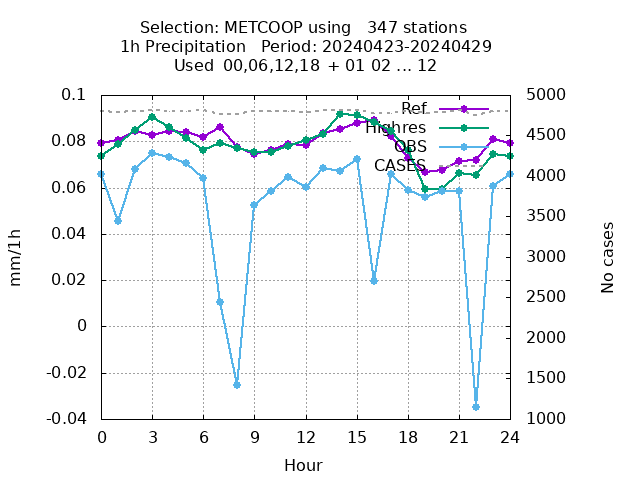 Selection: METCOOP using   347 stations
1h Precipitation   Period: 20240423-20240429
Used 00,06,12,18 + 01 02 ... 12
0.1
0.08
0.06
0.04
0.02
0
-0.02
-0.04
mm/1h
5000
4500
4000
3500
3000
2500
2000
1500
1000
No cases
Ref
Highres
OBS
CASES
0 3 6 9 12 15 18 21 24
Hour